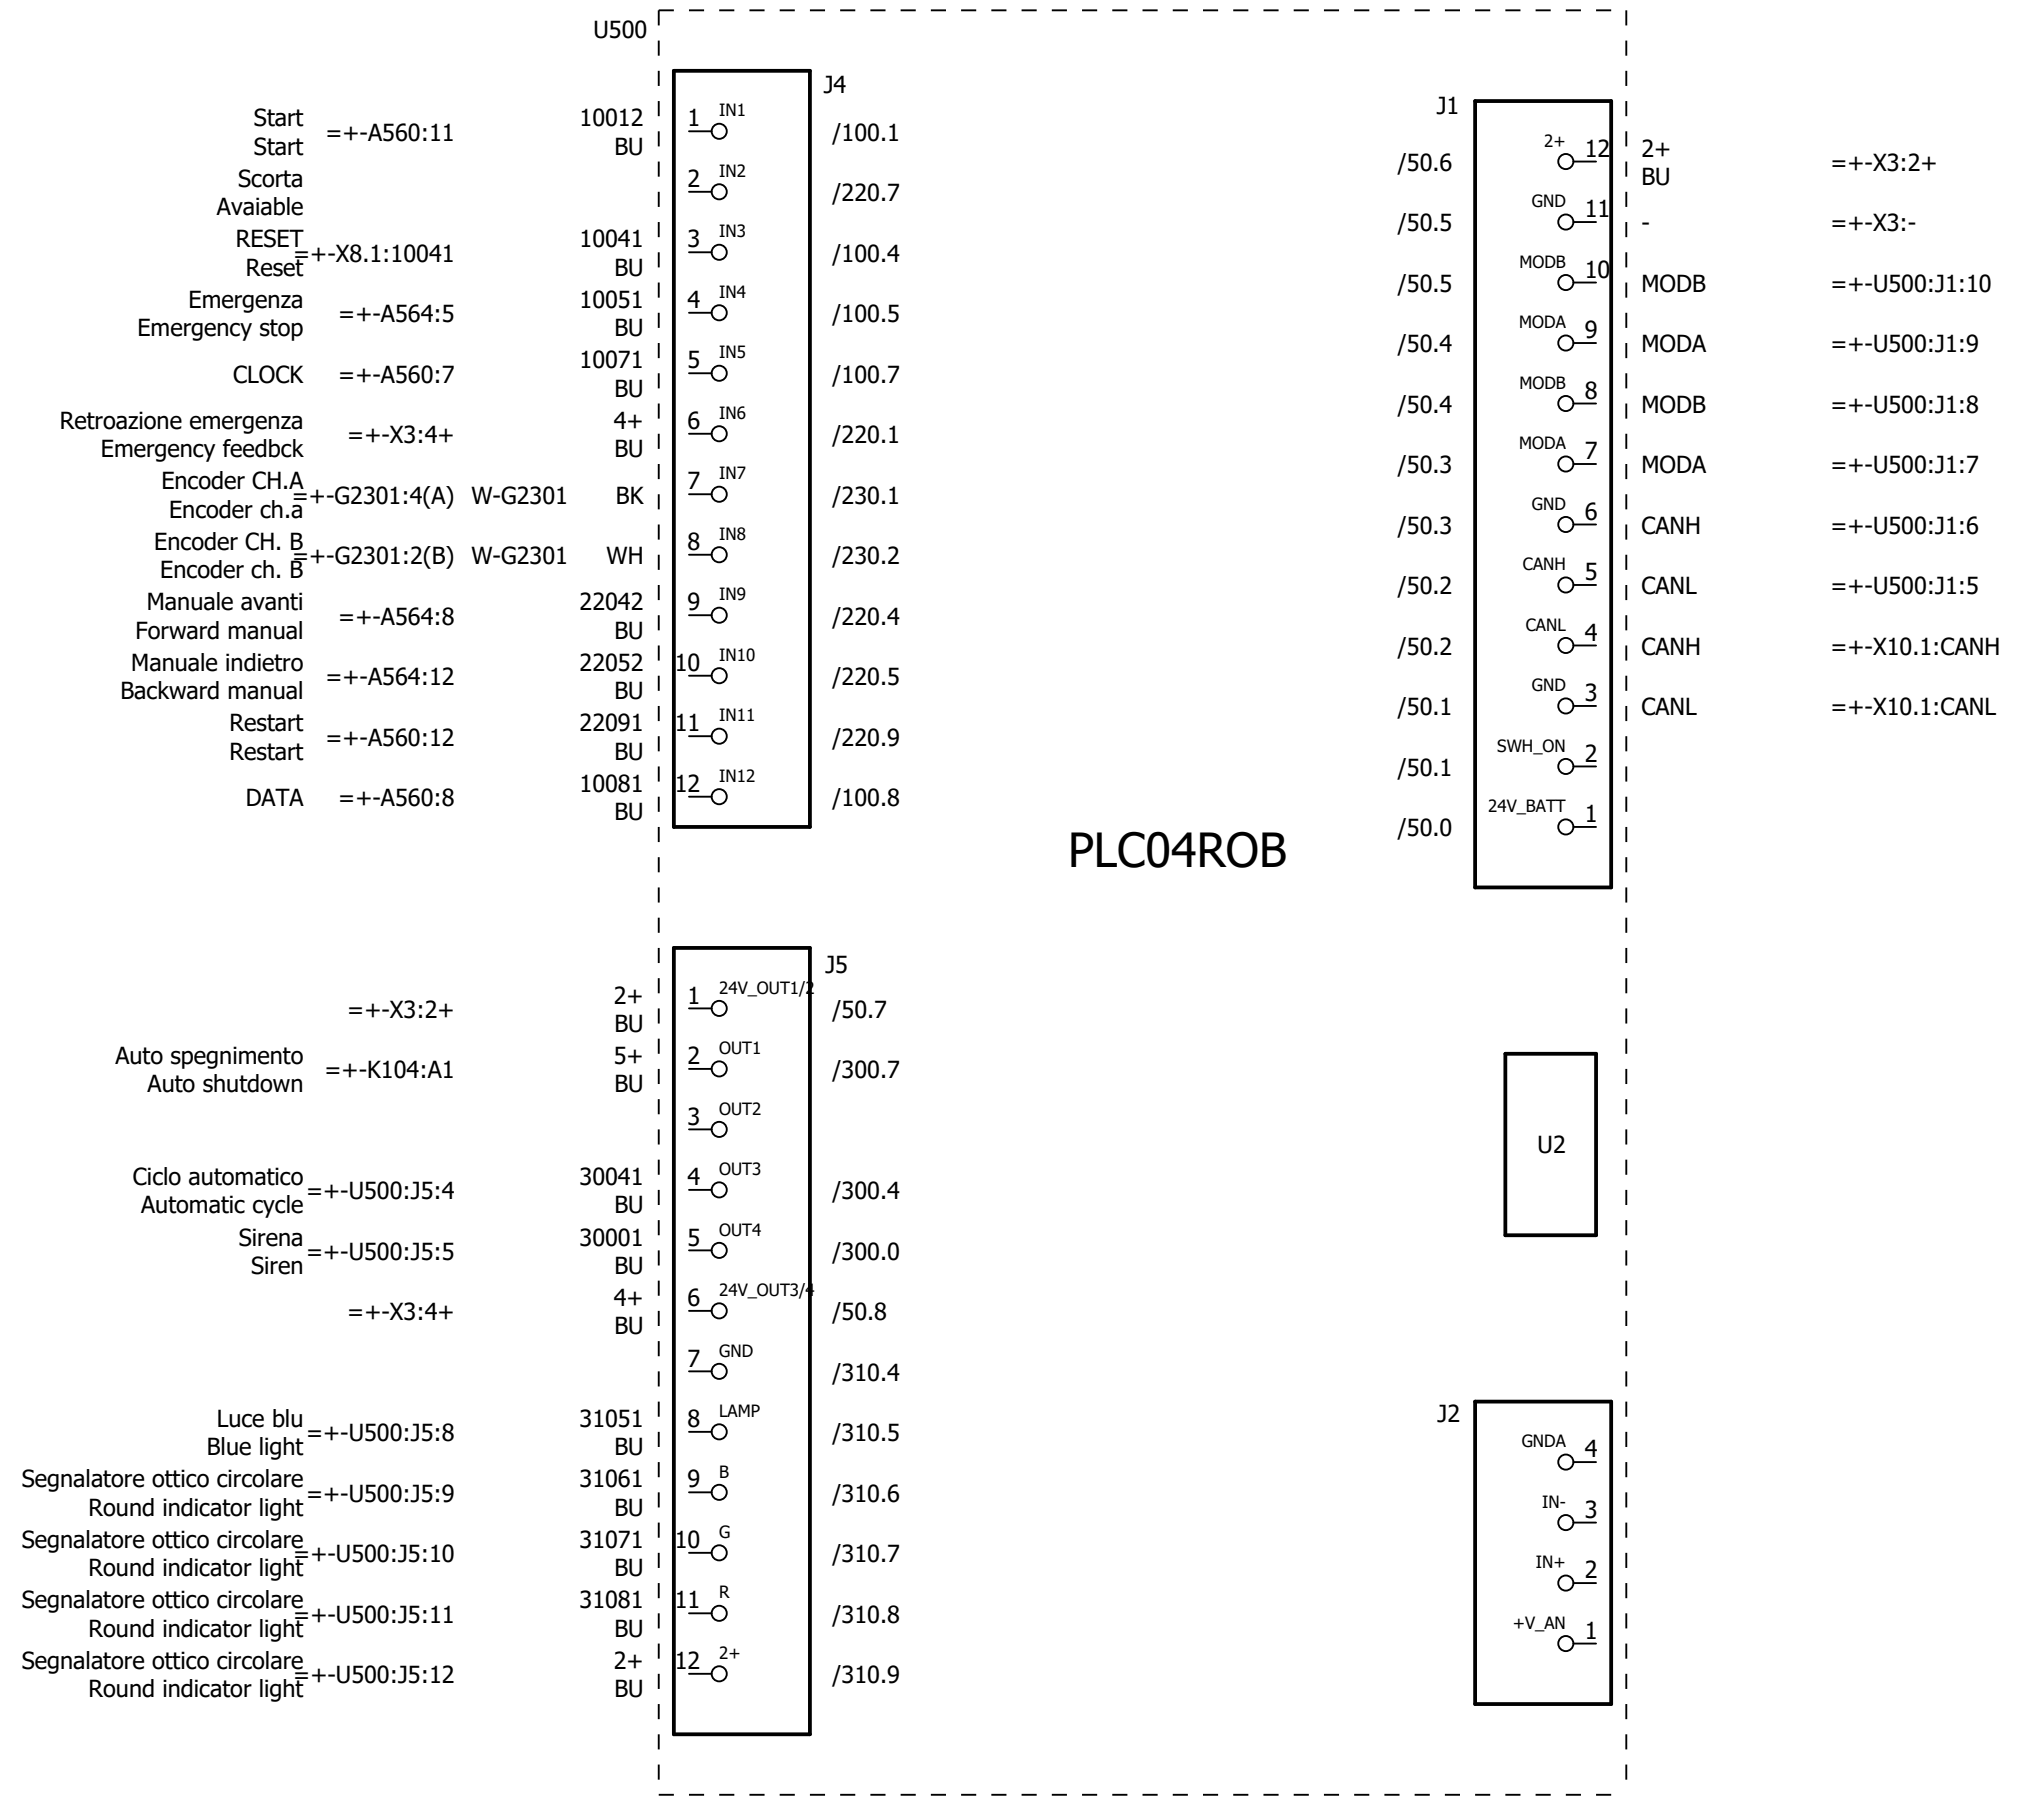 U500
J4
Start
Start
=+-A560:11
10012
BU
1
IN1
/100.1
Scorta
Avaiable
2
IN2
/220.7
RESET
Reset
=+-X8.1:10041
10041
BU
3
IN3
/100.4
Emergenza
Emergency stop
=+-A564:5
10051
BU
4
IN4
/100.5
CLOCK
=+-A560:7
10071
BU
5
IN5
/100.7
Retroazione emergenza
Emergency feedbck
=+-X3:4+
4+
BU
6
IN6
/220.1
Encoder CH.A
Encoder ch.a
=+-G2301:4(A)
W-G2301
BK
7
IN7
/230.1
Encoder CH. B
Encoder ch. B
=+-G2301:2(B)
W-G2301
WH
8
IN8
/230.2
Manuale avanti
Forward manual
=+-A564:8
22042
BU
9
IN9
/220.4
Manuale indietro
Backward manual
=+-A564:12
22052
BU
10
IN10
/220.5
Restart
Restart
=+-A560:12
22091
BU
11
IN11
/220.9
DATA
=+-A560:8
10081
BU
12
IN12
/100.8
J1
/50.6
2+
12
2+
BU
=+-X3:2+
/50.5
GND
11
-
=+-X3:-
/50.5
MODB
10
MODB
=+-U500:J1:10
/50.4
MODA
9
MODA
=+-U500:J1:9
/50.4
MODB
8
MODB
=+-U500:J1:8
/50.3
MODA
7
MODA
=+-U500:J1:7
/50.3
GND
6
CANH
=+-U500:J1:6
/50.2
CANH
5
CANL
=+-U500:J1:5
/50.2
CANL
4
CANH
=+-X10.1:CANH
/50.1
GND
3
CANL
=+-X10.1:CANL
/50.1
SWH_ON
2
/50.0
24V_BATT
1
PLC04ROB
J5
=+-X3:2+
2+
BU
1
24V_OUT1/2
/50.7
Auto spegnimento
Auto shutdown
=+-K104:A1
5+
BU
2
OUT1
/300.7
3
OUT2
Ciclo automatico
Automatic cycle
=+-U500:J5:4
30041
BU
4
OUT3
/300.4
Sirena
Siren
=+-U500:J5:5
30001
BU
5
OUT4
/300.0
=+-X3:4+
4+
BU
6
24V_OUT3/4
/50.8
7
GND
/310.4
Luce blu
Blue light
=+-U500:J5:8
31051
BU
8
LAMP
/310.5
Segnalatore ottico circolare
Round indicator light
=+-U500:J5:9
31061
BU
9
B
/310.6
Segnalatore ottico circolare
Round indicator light
=+-U500:J5:10
31071
BU
10
G
/310.7
Segnalatore ottico circolare
Round indicator light
=+-U500:J5:11
31081
BU
11
R
/310.8
Segnalatore ottico circolare
Round indicator light
=+-U500:J5:12
2+
BU
12
2+
/310.9
U2
J2
GNDA
4
IN-
3
IN+
2
+V_AN
1